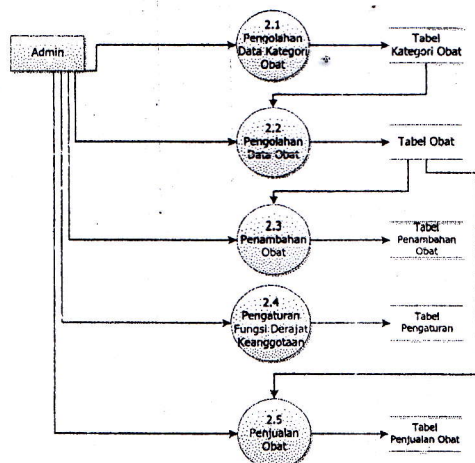 Admin
2.1
Pengolahan
Data Kategori
Obat
Tabel
Kategori Obat
2.2
Pengolahan
Data Obat
Tabel Obat
2.3
Penambahan
Obat
Tabel
Penambahan
Obat
2.4
Pengaturan
Fungsi Derajat
Keanggotaan
Tabel
Pengaturan
2.5
Penjualan
Obat
Tabel
Penjualan Obat